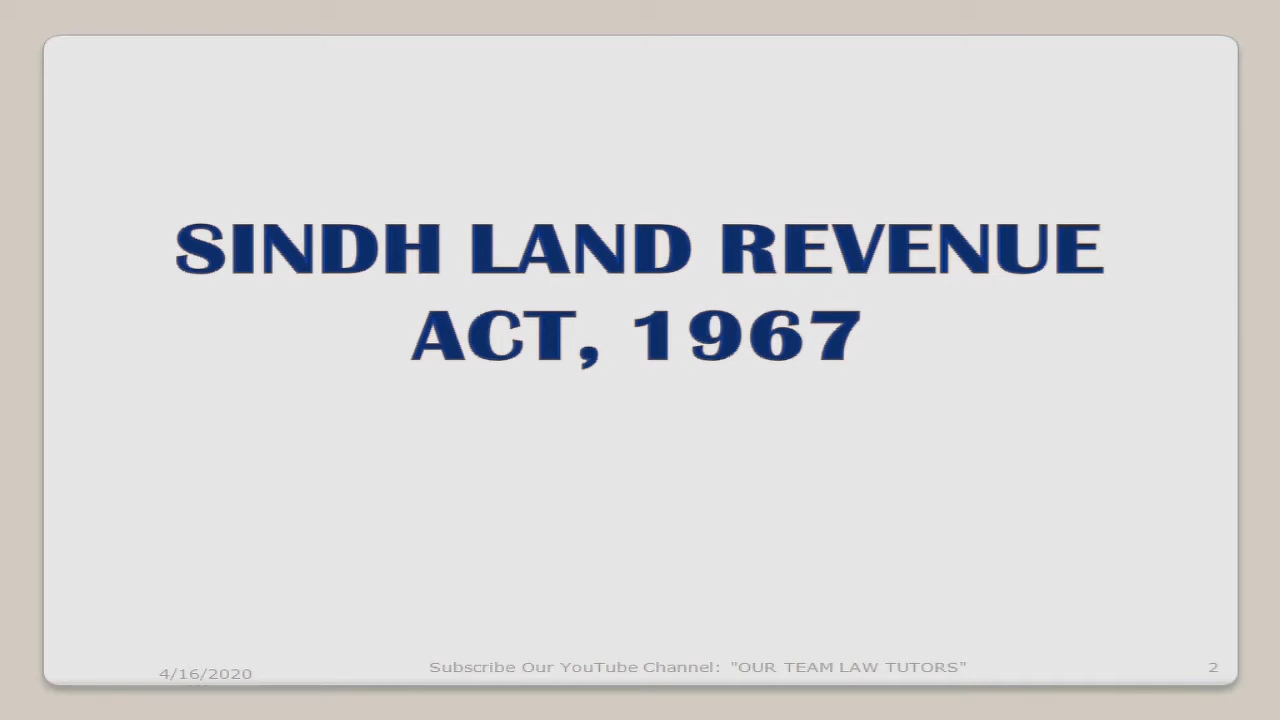 SINDH LAND REVENUE
ACT, 1967
4/16/2020
Subscribe Our YouTube Channel: "OUR TEAM LAW TUTORS"
2